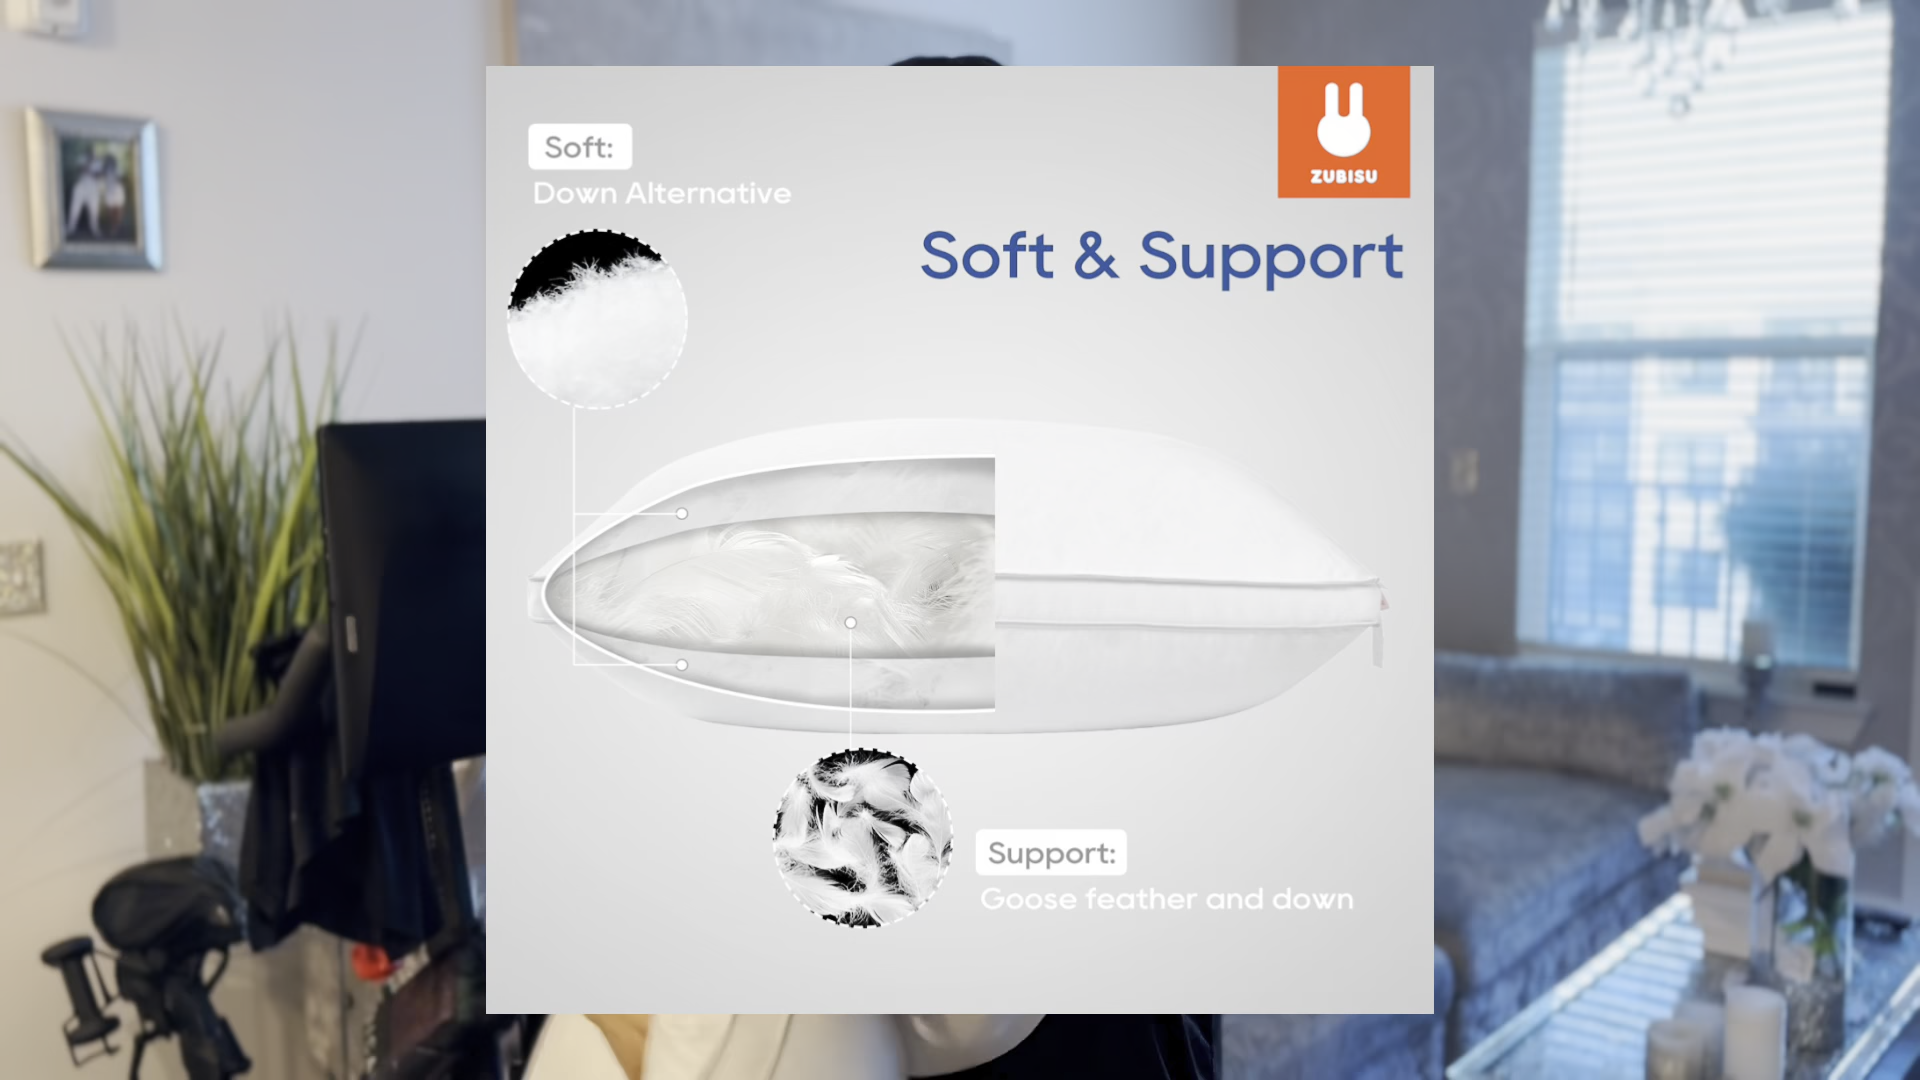 Soft:
Down Alternative
ZUBISU
Soft & Support
Support:
Goose feather and down